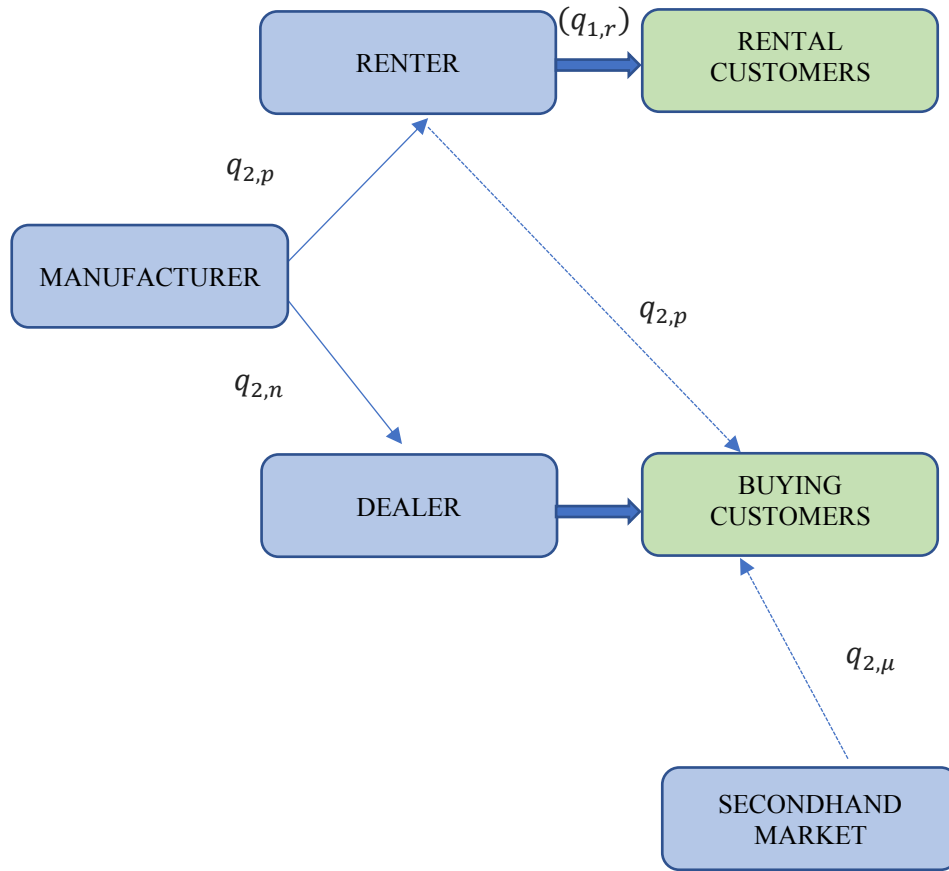 (q₁,ᵣ)
RENTER
RENTAL
CUSTOMERS
q₂,ₚ
MANUFACTURER
q₂,ₚ
q₂,ₙ
DEALER
BUYING
CUSTOMERS
q₂,μ
SECONDHAND
MARKET